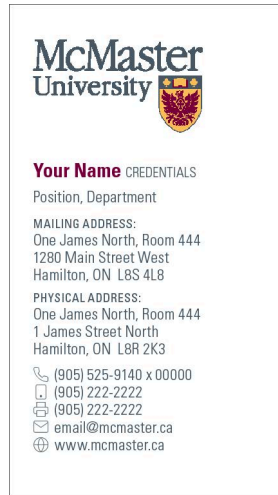 McMaster
University
Your Name CREDENTIALS
Position, Department
MAILING ADDRESS:
One James North, Room 444
1280 Main Street West
Hamilton, ON L8S 4L8
PHYSICAL ADDRESS:
One James North, Room 444
1 James Street North
Hamilton, ON L8R 2K3
(905) 525-9140 x 00000
(905) 222-2222
(905) 222-2222
email@mcmaster.ca
www.mcmaster.ca